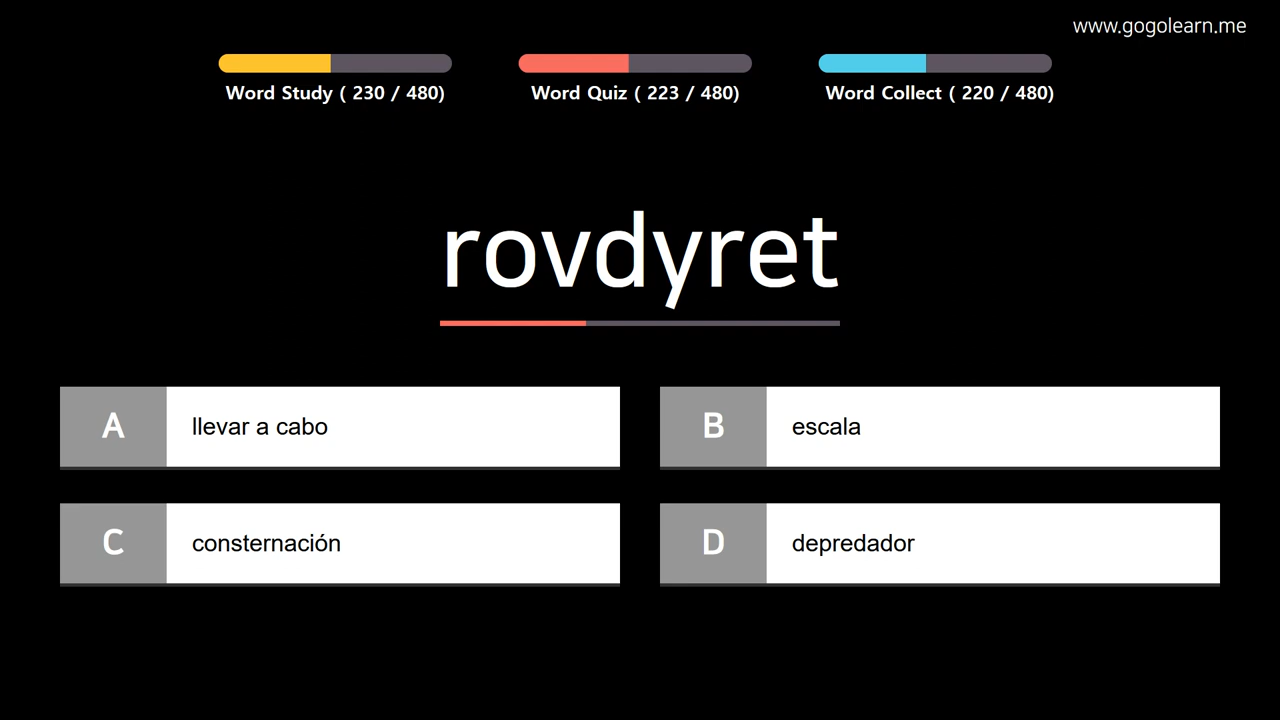 www.gogolearn.me
Word Study ( 230 / 480)
Word Quiz ( 223 / 480)
Word Collect ( 220 / 480)
rovdyret
A llevar a cabo
B escala
C consternación
D depredador